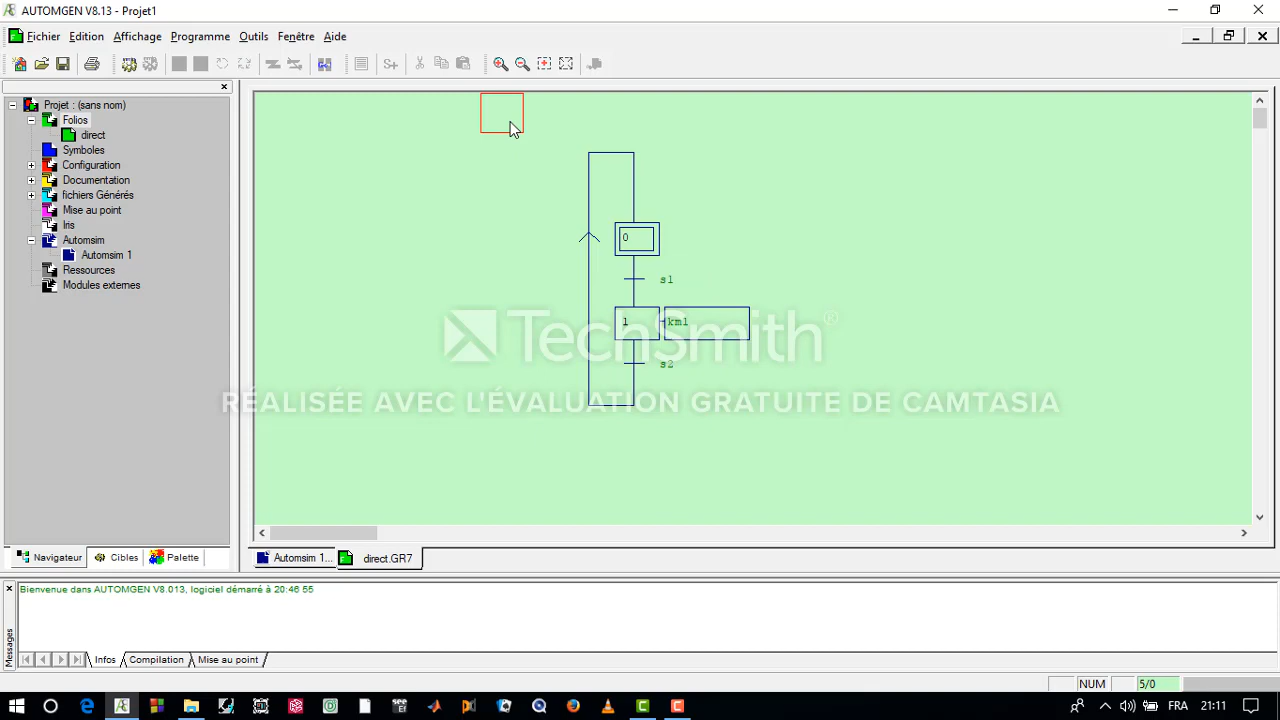 AUTOMGEN V8.13 - Projet1
Fichier Edition Affichage Programme Outils Fenêtre Aide
Projet : (sans nom)
Folios
direct
Symboles
Configuration
Documentation
fichiers Générés
Mise au point
Iris
Automsim
Automsim 1
Ressources
Modules externes
0
s1
1 km1
s2
TechSmith®
RÉALISÉE AVEC L'ÉVALUATION GRATUITE DE CAMTASIA
Navigateur Cibles Palette
Automsim 1... direct.GR7
Bienvenue dans AUTOMGEN V8.013, logiciel démarré à 20:46 55
Messages
Infos Compilation Mise au point
NUM 5/0
FRA 21:11